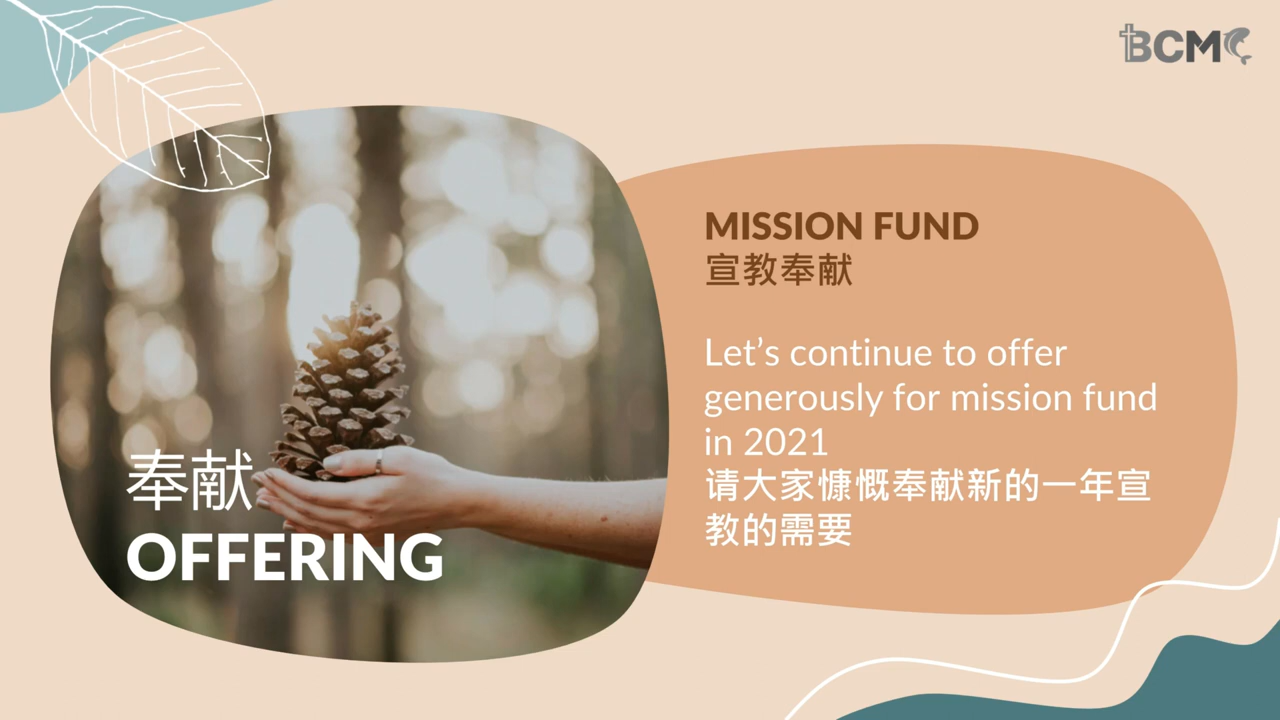 BCM
奉献
OFFERING
MISSION FUND
宣教奉献
Let’s continue to offer
generously for mission fund
in 2021
请大家慷慨奉献新的一年宣
教的需要